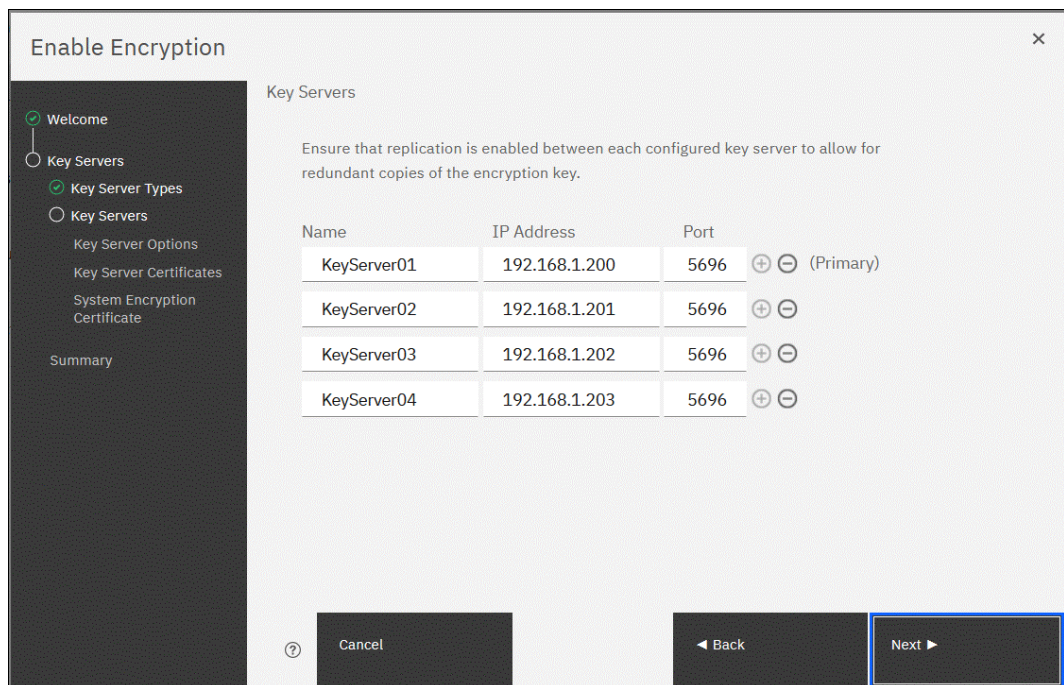 Enable Encryption
Welcome
Key Servers
Key Server Types
Key Servers
Key Server Options
Key Server Certificates
System Encryption
Certificate
Summary
Key Servers
Ensure that replication is enabled between each configured key server to allow for
redundant copies of the encryption key.
Name IP Address Port
KeyServer01 192.168.1.200 5696 (Primary)
KeyServer02 192.168.1.201 5696
KeyServer03 192.168.1.202 5696
KeyServer04 192.168.1.203 5696
Cancel Back Next